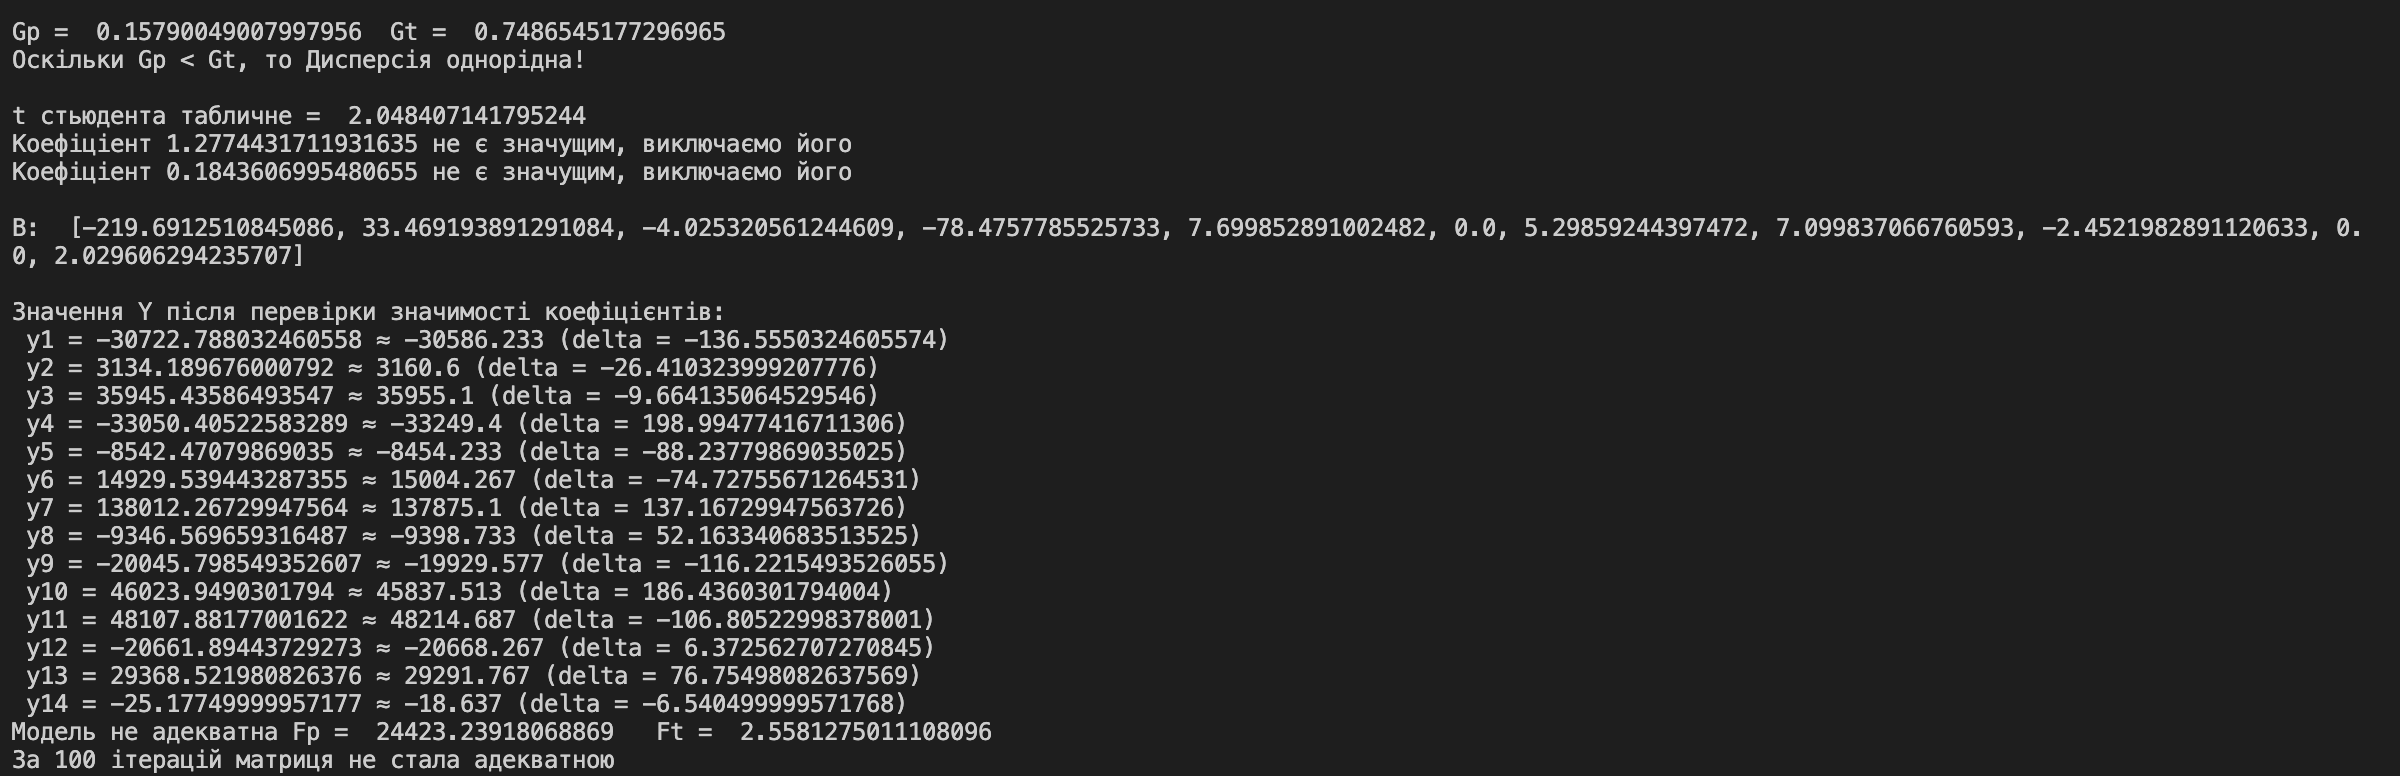 Gp =  0.15790049007997956  Gt =  0.7486545177296965
Оскільки Gp < Gt, то Дисперсія однорідна!
t стьюдента табличне =  2.048407141795244
Коефіціент 1.2774431711931635 не є значущим, виключаємо його
Коефіціент 0.1843606995480655 не є значущим, виключаємо його
B:  [-219.6912510845086, 33.469193891291084, -4.025320561244609, -78.4757785525733, 7.699852891002482, 0.0, 5.29859244397472, 7.099837066760593, -2.4521982891120633, 0.
0, 2.029606294235707]
Значення Y після перевірки значимості коефіцієнтів:
y1 = -30722.788032460558 ≈ -30586.233 (delta = -136.5550324605574)
y2 = 3134.189676000792 ≈ 3160.6 (delta = -26.410323999207776)
y3 = 35945.43586493547 ≈ 35955.1 (delta = -9.664135064529546)
y4 = -33050.40522583289 ≈ -33249.4 (delta = 198.99477416711306)
y5 = -8542.47079869035 ≈ -8454.233 (delta = -88.23779869035025)
y6 = 14929.539443287355 ≈ 15004.267 (delta = -74.72755671264531)
y7 = 138012.26729947564 ≈ 137875.1 (delta = 137.16729947563726)
y8 = -9346.569659316487 ≈ -9398.733 (delta = 52.163340683513525)
y9 = -20045.798549352607 ≈ -19929.577 (delta = -116.2215493526055)
y10 = 46023.9490301794 ≈ 45837.513 (delta = 186.4360301794004)
y11 = 48107.88177001622 ≈ 48214.687 (delta = -106.80522998378001)
y12 = -20661.89443729273 ≈ -20668.267 (delta = 6.372562707270845)
y13 = 29368.521980826376 ≈ 29291.767 (delta = 76.75498082637569)
y14 = -25.17749999957177 ≈ -18.637 (delta = -6.540499999571768)
Модель не адекватна Fp =  24423.23918068869   Ft =  2.5581275011108096
За 100 ітерацій матриця не стала адекватною